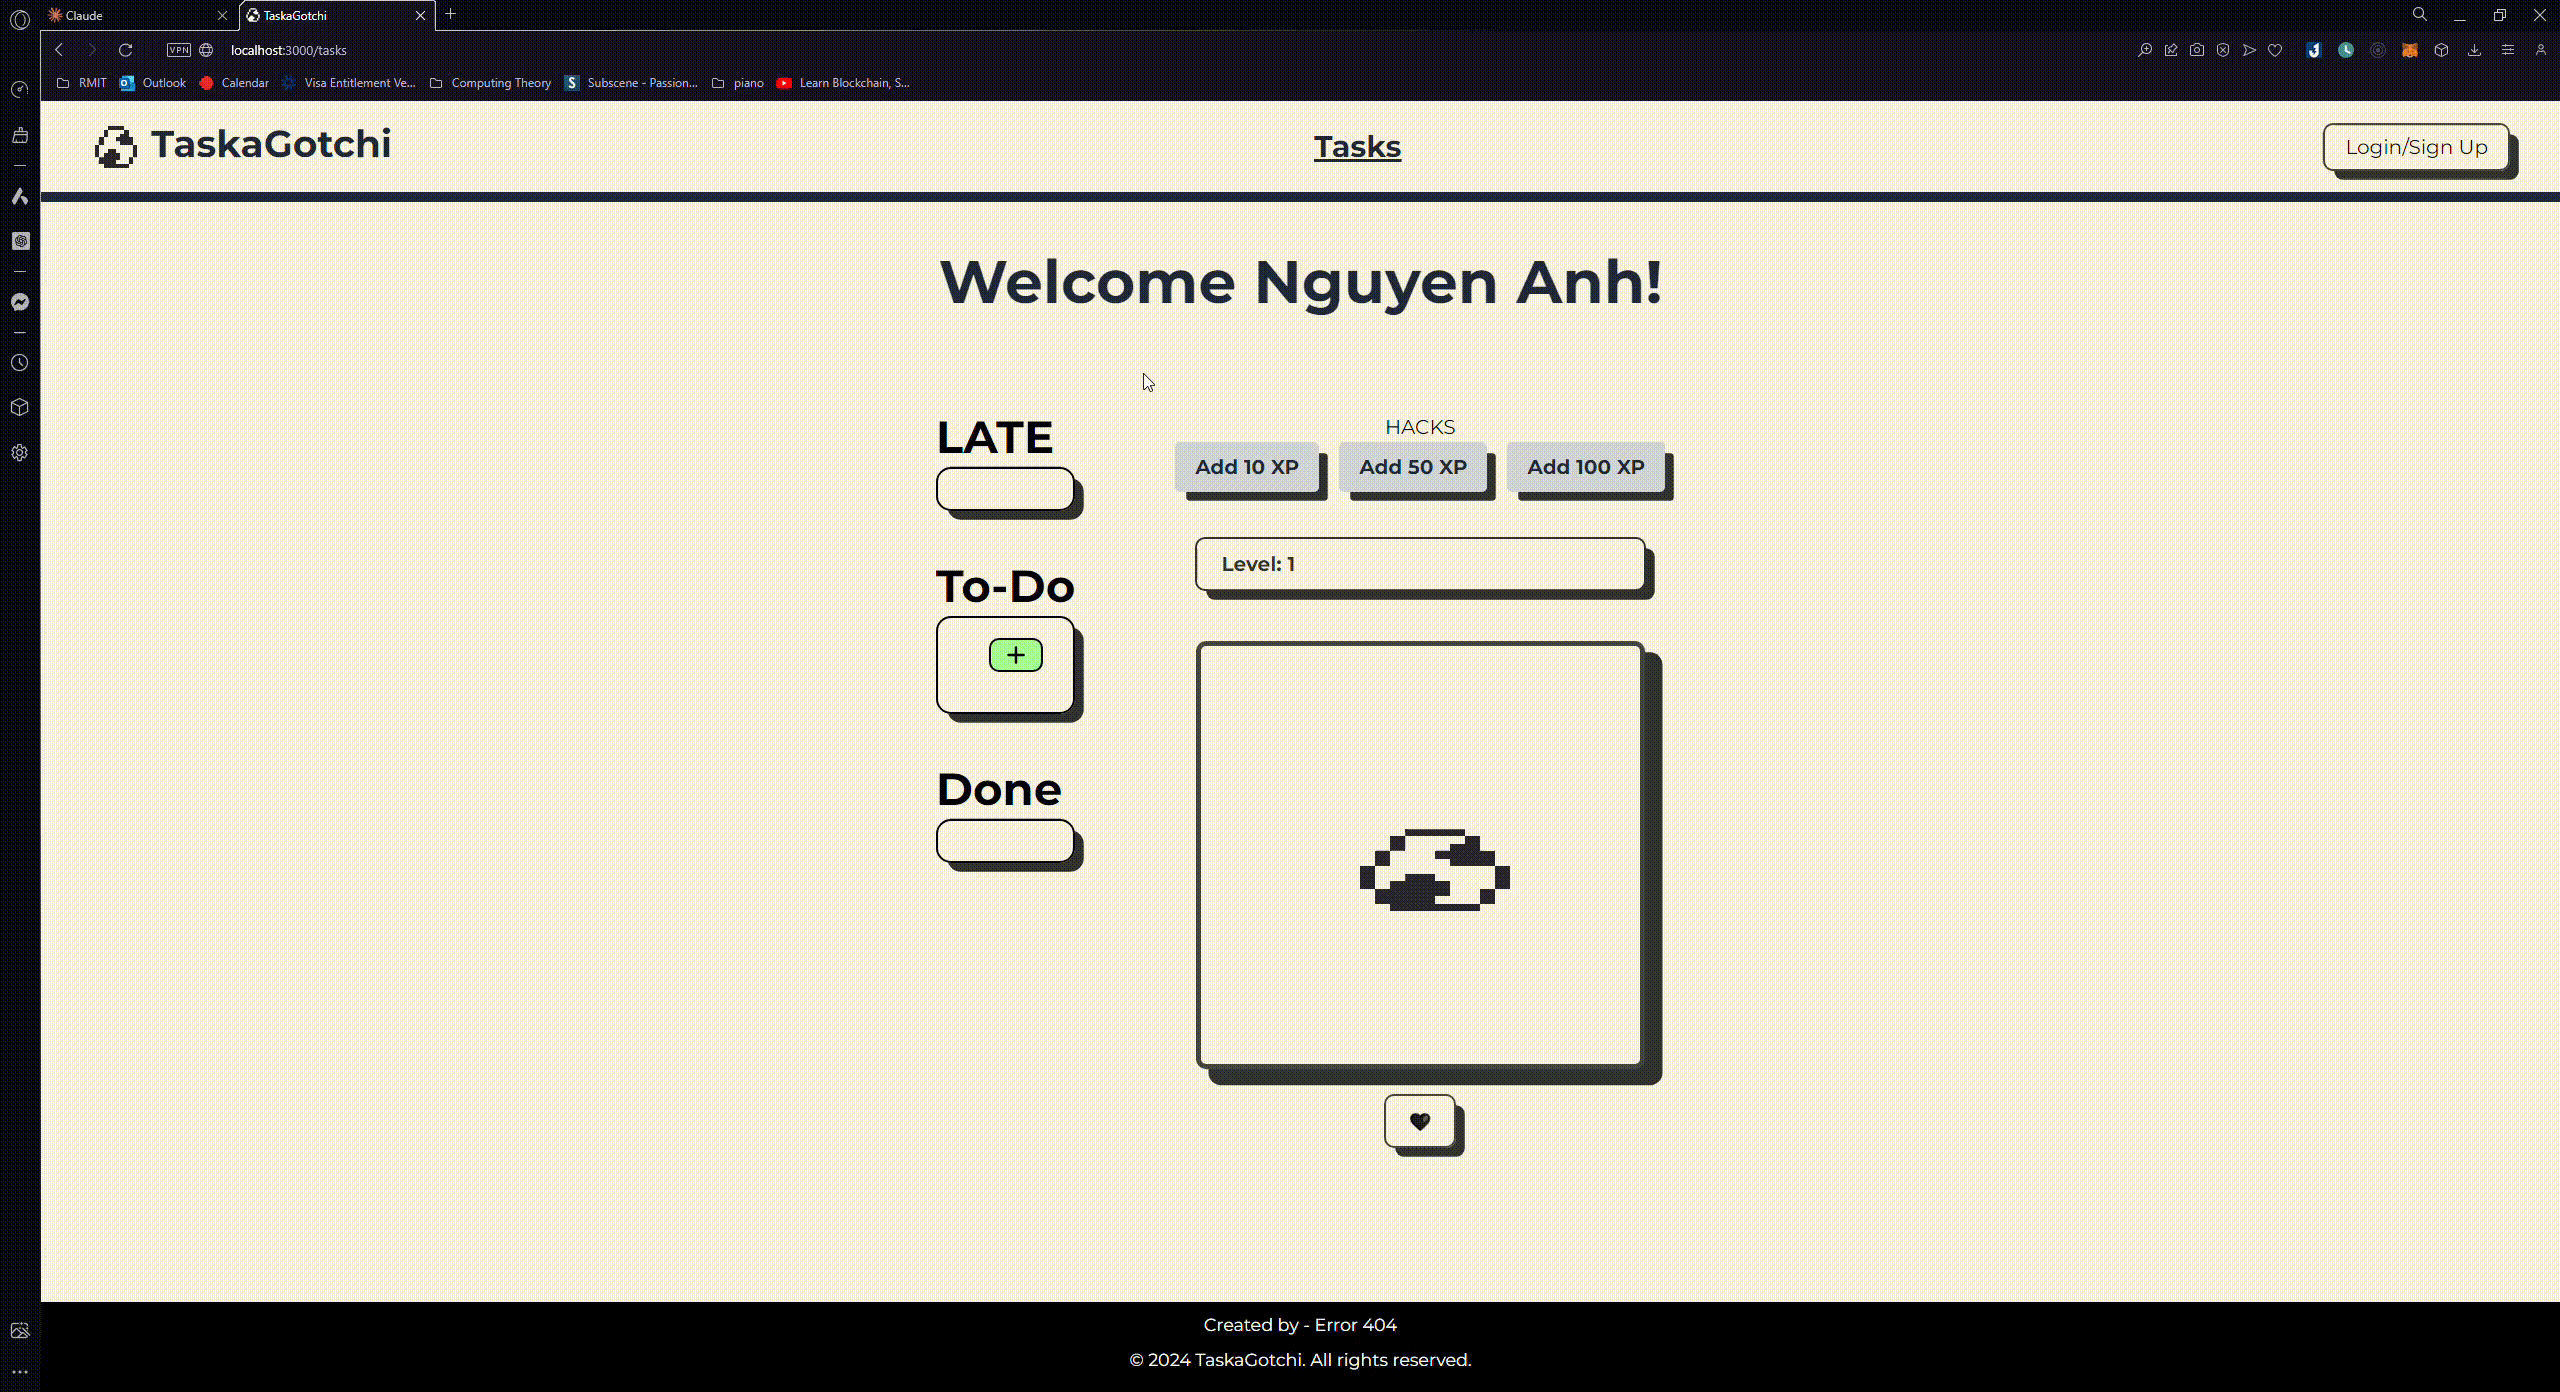 Claude
TaskaGotchi
VPN
localhost:3000/tasks
RMIT
Outlook
Calendar
Visa Entitlement Ve...
Computing Theory
Subscene - Passion...
piano
Learn Blockchain, S...
TaskaGotchi
Tasks
Login/Sign Up
Welcome Nguyen Anh!
LATE
HACKS
Add 10 XP
Add 50 XP
Add 100 XP
Level: 1
To-Do
+
Done
Created by - Error 404
© 2024 TaskaGotchi. All rights reserved.